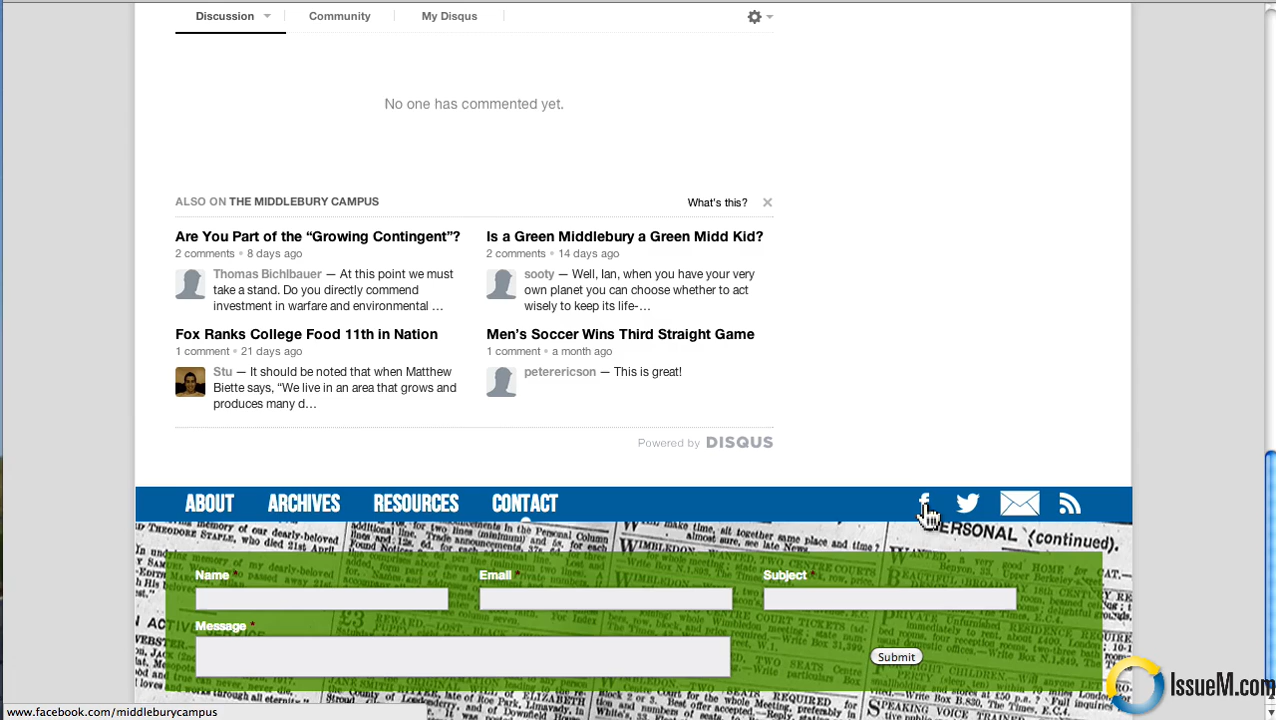 Discussion
Community
My Disqus
No one has commented yet.
ALSO ON THE MIDDLEBURY CAMPUS
What's this?
Are You Part of the “Growing Contingent”?
2 comments • 8 days ago
Thomas Bichlbauer — At this point we must
take a stand. Do you directly commend
investment in warfare and environmental …
Is a Green Middlebury a Green Midd Kid?
2 comments • 14 days ago
sooty — Well, Ian, when you have your very
own planet you can choose whether to act
wisely to keep its life-…
Fox Ranks College Food 11th in Nation
1 comment • 21 days ago
Stu — It should be noted that when Matthew
Biette says, “We live in an area that grows and
produces many d…
Men’s Soccer Wins Third Straight Game
1 comment • a month ago
peterericson — This is great!
Powered by DISQUS
ABOUT
ARCHIVES
RESOURCES
CONTACT
PERSONAL (continued).
Name *
Email *
Subject *
Message *
Submit
IssueM.com
www.facebook.com/middleburycampus